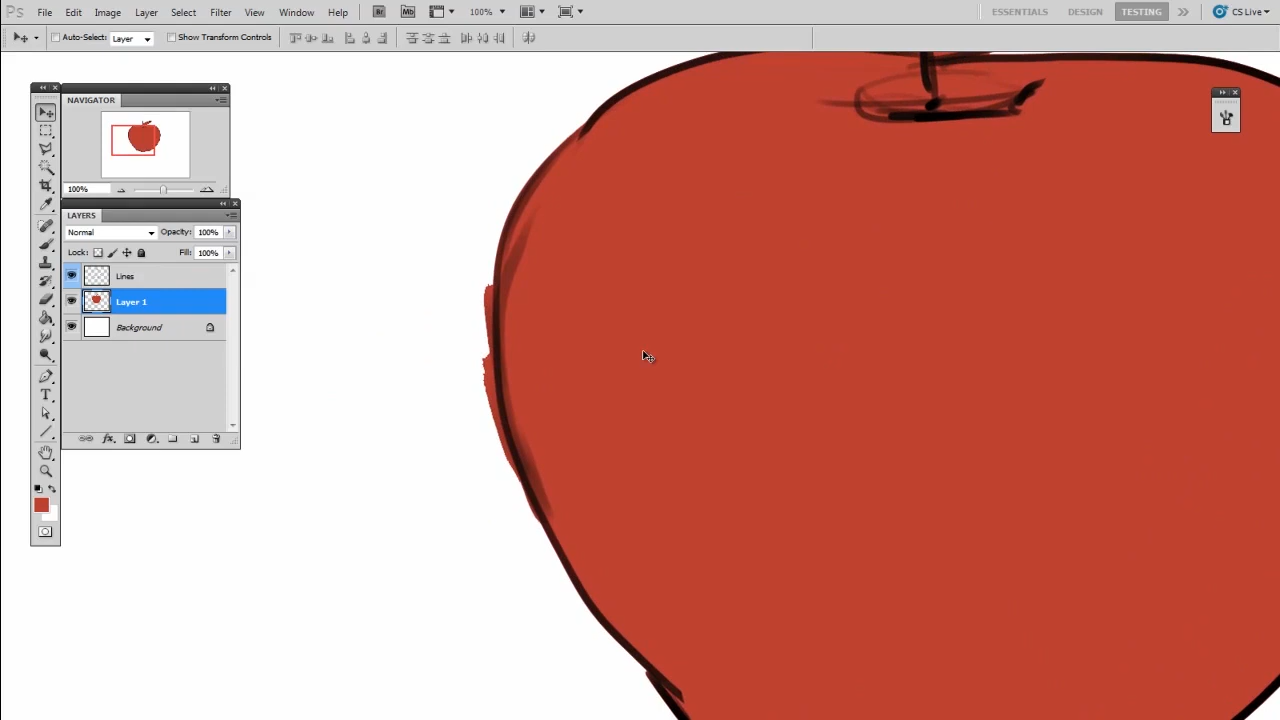 Ps File Edit Image Layer Select Filter View Window Help Br Mb 100% ESSENTIALS DESIGN TESTING CS Live
Auto-Select: Layer Show Transform Controls
NAVIGATOR
100%
LAYERS
Normal Opacity: 100%
Lock: Fill: 100%
Lines
Layer 1
Background
fx
T